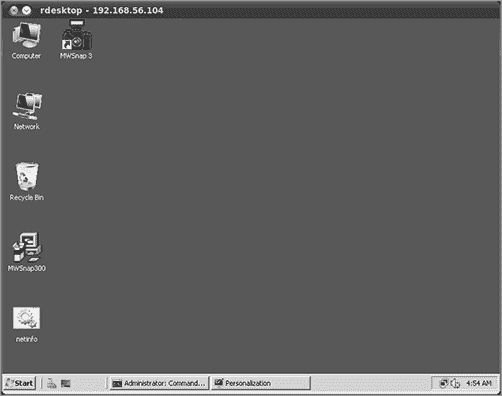 rdesktop - 192.168.56.104
Computer
MWSnap 3
Network
Recycle Bin
MWSnap300
netinfo
Start
Administrator: Command...
Personalization
4:54 AM